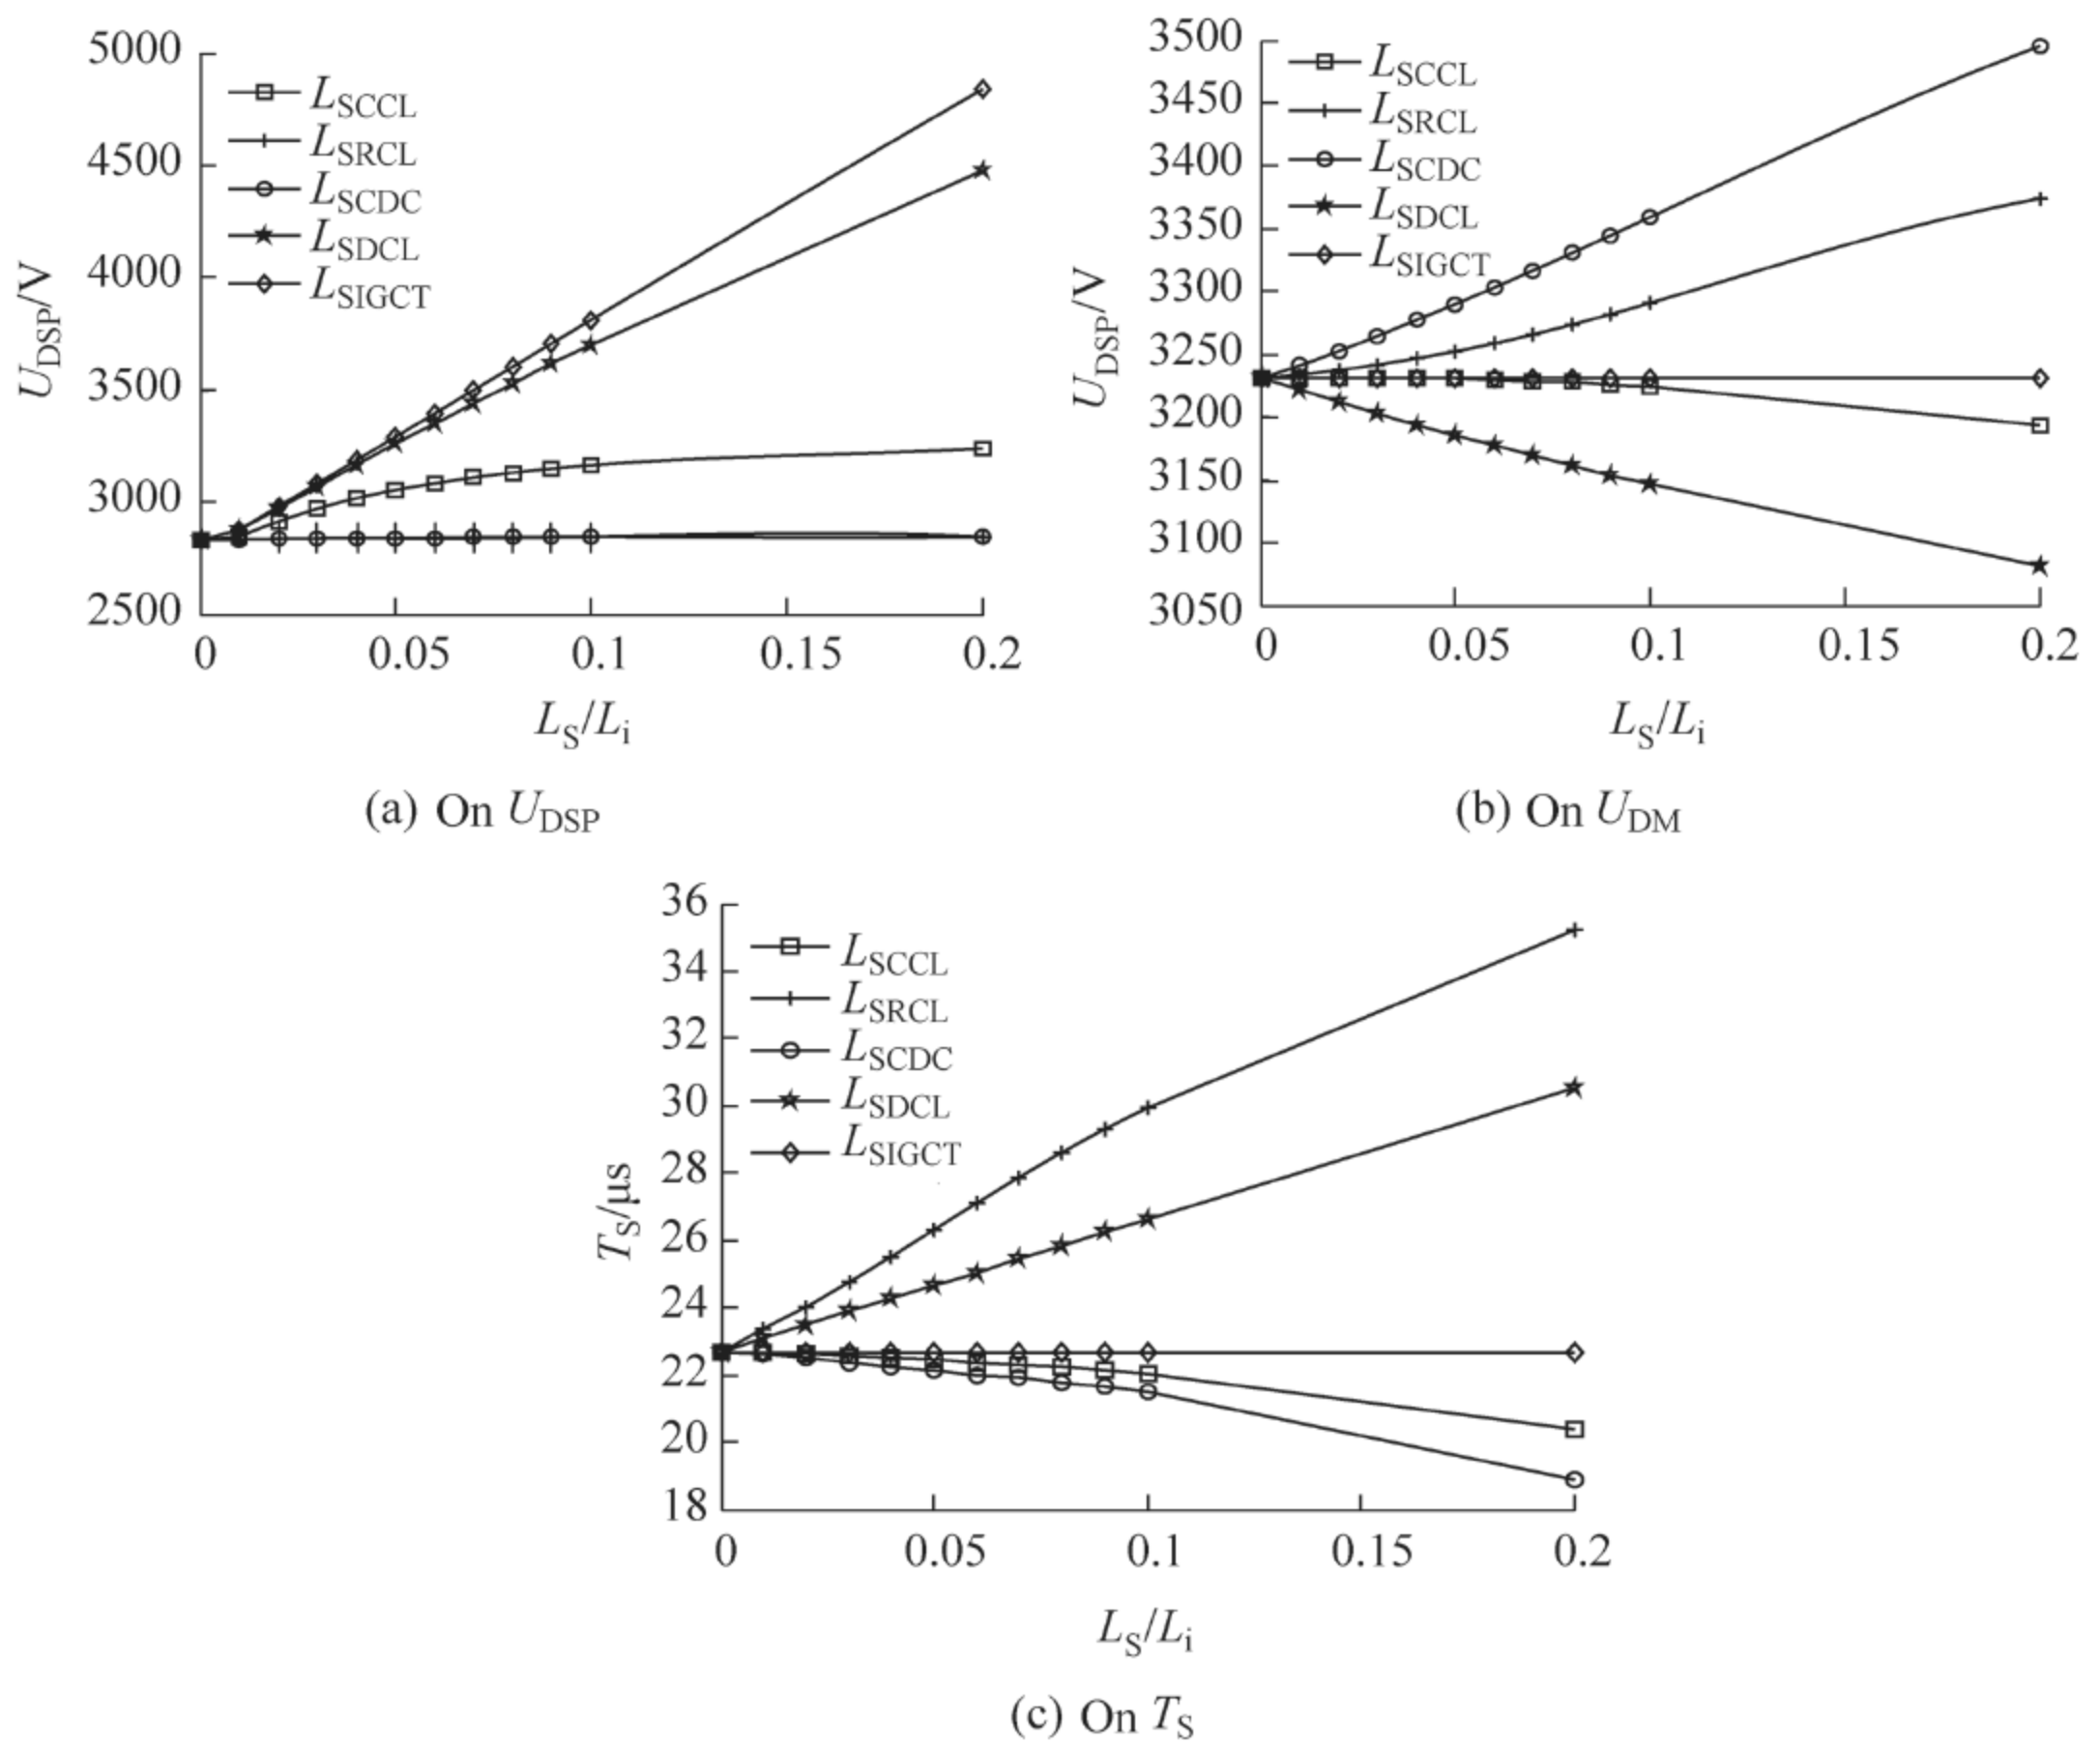 5000
4500
4000
3500
3000
2500
U_DSP/V
L_SCCL
L_SRCL
L_SCDC
L_SDCL
L_SIGCT
0 0.05 0.1 0.15 0.2
L_S/L_i
(a) On U_DSP
3500
3450
3400
3350
3300
3250
3200
3150
3100
3050
U_DSP/V
L_SCCL
L_SRCL
L_SCDC
L_SDCL
L_SIGCT
0 0.05 0.1 0.15 0.2
L_S/L_i
(b) On U_DM
36
34
32
30
28
26
24
22
20
18
T_S/μs
L_SCCL
L_SRCL
L_SCDC
L_SDCL
L_SIGCT
0 0.05 0.1 0.15 0.2
L_S/L_i
(c) On T_S